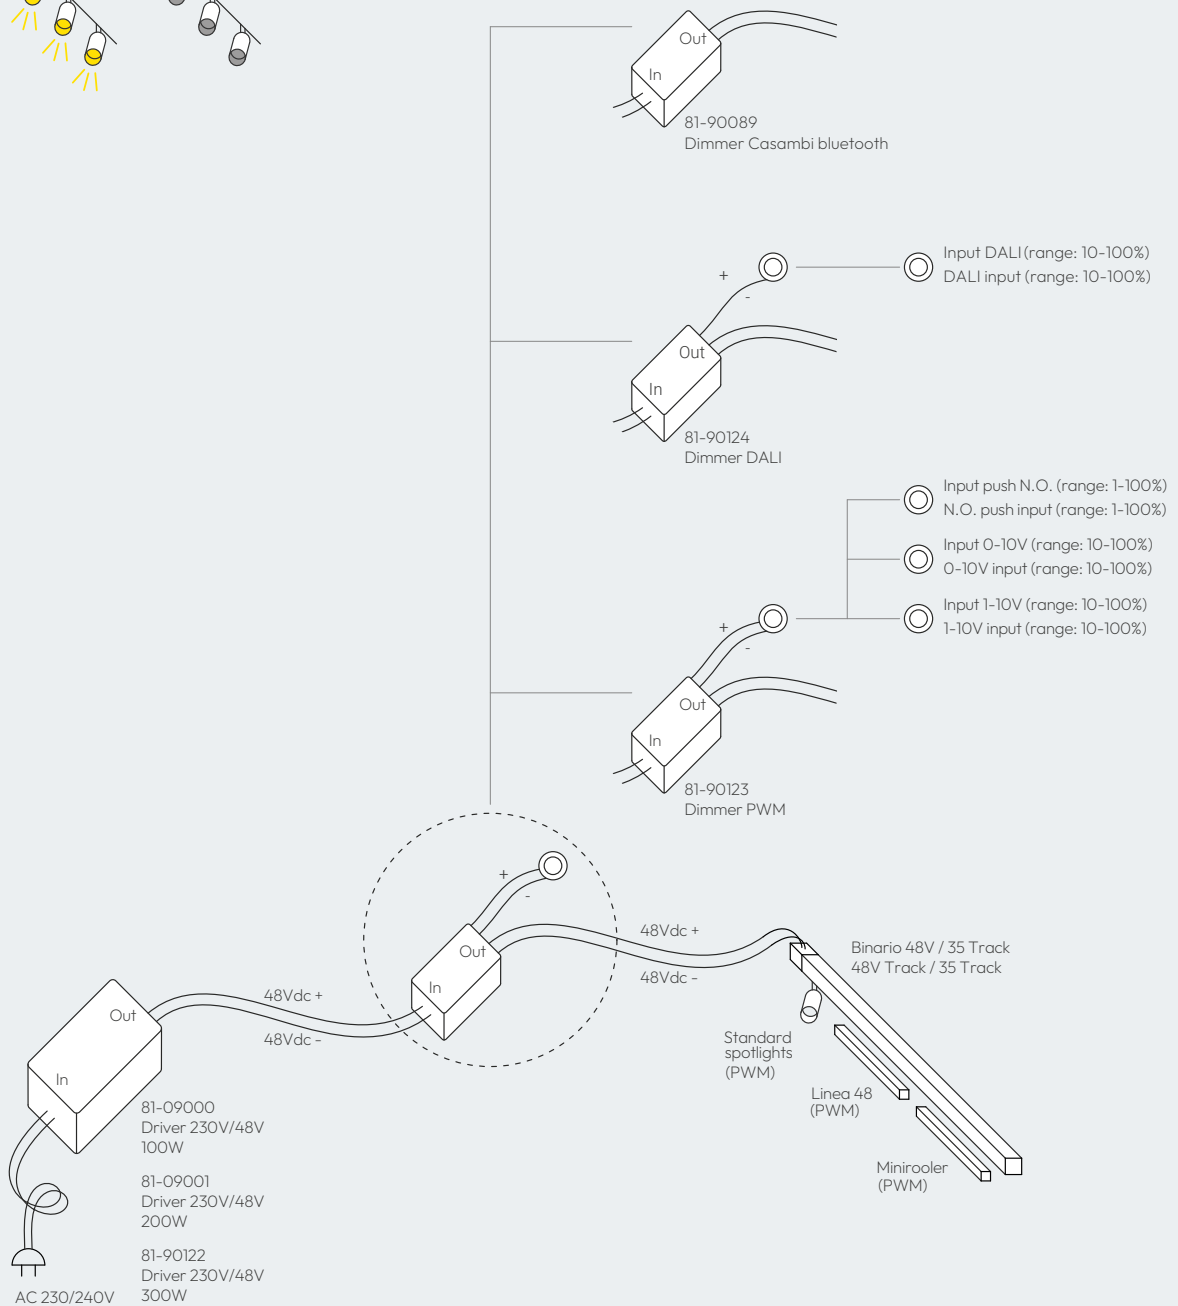 Out
In
81-90089
Dimmer Casambi bluetooth
Input DALI (range: 10-100%)
DALI input (range: 10-100%)
+
-
Out
In
81-90124
Dimmer DALI
Input push N.O. (range: 1-100%)
N.O. push input (range: 1-100%)
Input 0-10V (range: 10-100%)
0-10V input (range: 10-100%)
Input 1-10V (range: 10-100%)
1-10V input (range: 10-100%)
+
-
Out
In
81-90123
Dimmer PWM
+
-
Out
In
48Vdc +
48Vdc -
Binario 48V / 35 Track
48V Track / 35 Track
48Vdc +
48Vdc -
Out
In
Standard
spotlights
(PWM)
Linea 48
(PWM)
Minirooler
(PWM)
81-09000
Driver 230V/48V
100W
81-09001
Driver 230V/48V
200W
81-90122
Driver 230V/48V
300W
AC 230/240V